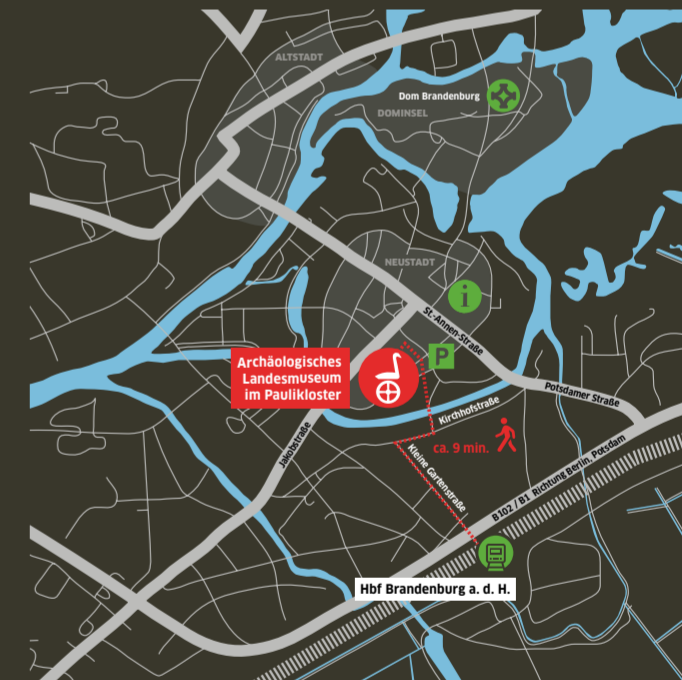 ALTSTADT
Dom Brandenburg
DOMINSEL
NEUSTADT
i
St.-Annen-Straße
P
Archäologisches
Landesmuseum
im Paulikloster
Potsdamer Straße
Kirchhofstraße
Jakobstraße
ca. 9 min.
Kleine Gartenstraße
B102 / B1 Richtung Berlin, Potsdam
Hbf Brandenburg a. d. H.